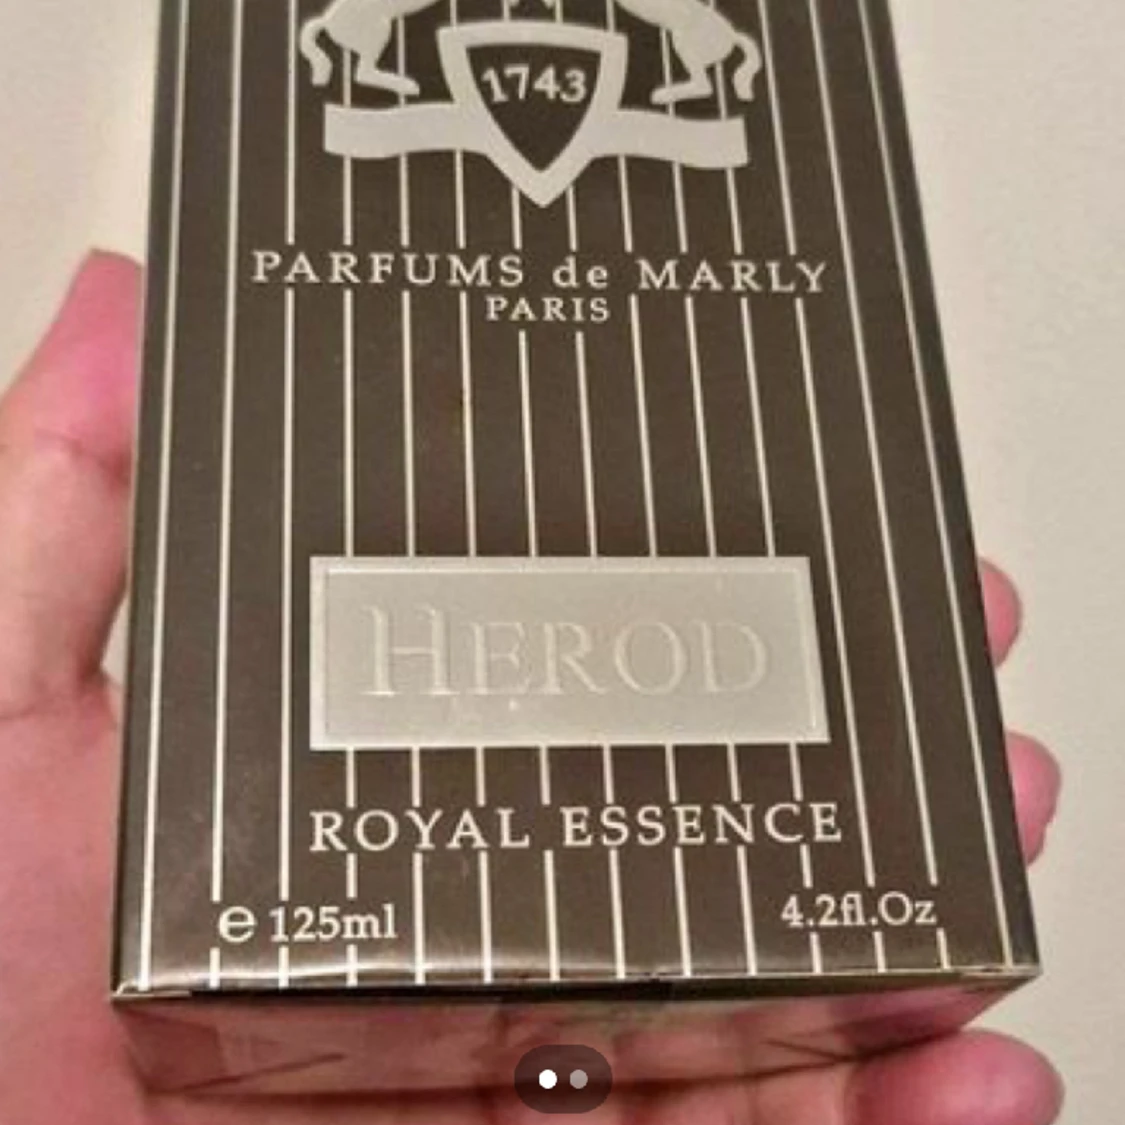 1743
PARFUMS de MARLY
PARIS
HEROD
ROYAL ESSENCE
e 125ml
4.2fl.Oz